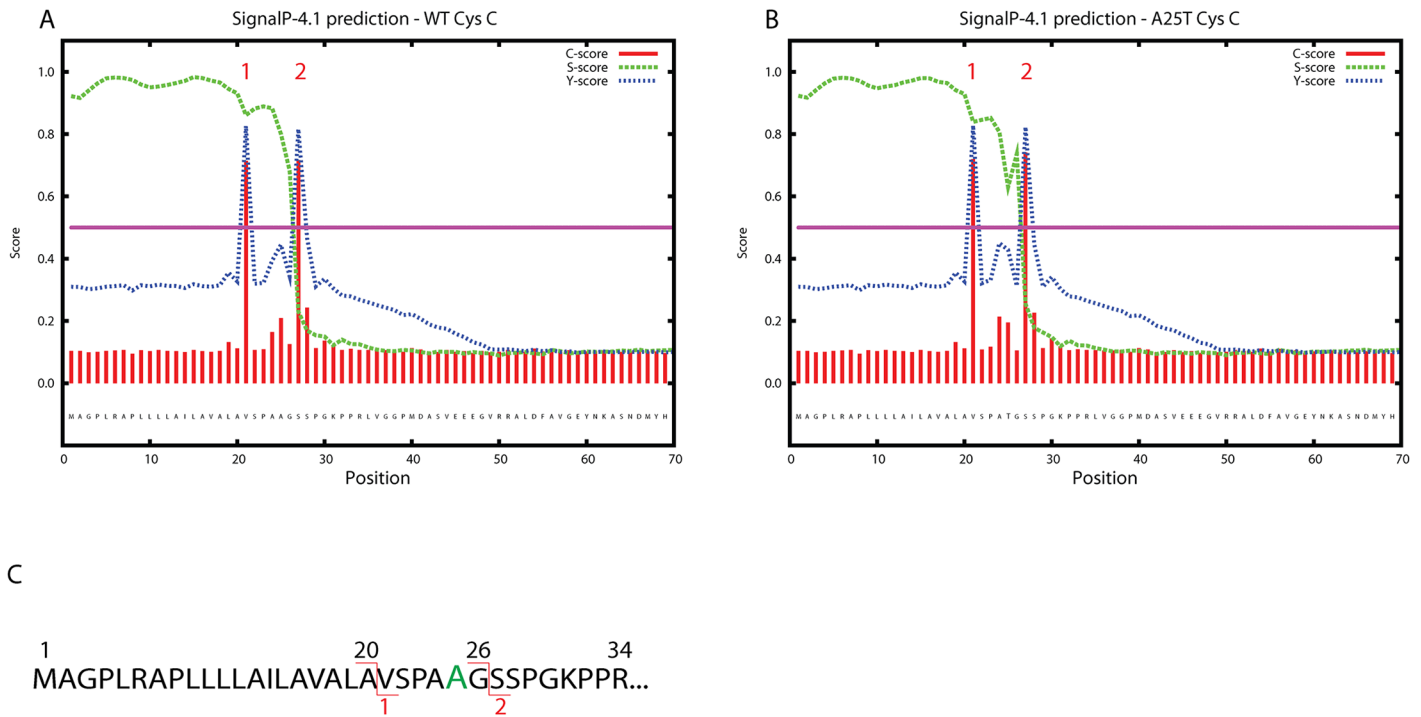 A
SignalP-4.1 prediction - WT Cys C
C-score
S-score
Y-score
1
2
1.0
0.8
0.6
0.4
0.2
0.0
Score
MAGPLRAPLLLLAILAVALAVSPAAGSSPGKPPRLVGGPMDASVEEEGVRRALDFAVGEYNKASNDMYH
0 10 20 30 40 50 60 70
Position
B
SignalP-4.1 prediction - A25T Cys C
C-score
S-score
Y-score
1
2
1.0
0.8
0.6
0.4
0.2
0.0
Score
MAGPLRAPLLLLAILAVALAVSPATGSSPGKPPRLVGGPMDASVEEEGVRRALDFAVGEYNKASNDMYH
0 10 20 30 40 50 60 70
Position
C
1 20 26 34
MAGPLRAPLLLLAILAVALAVSPAAGSSPGKPPR...
1 2